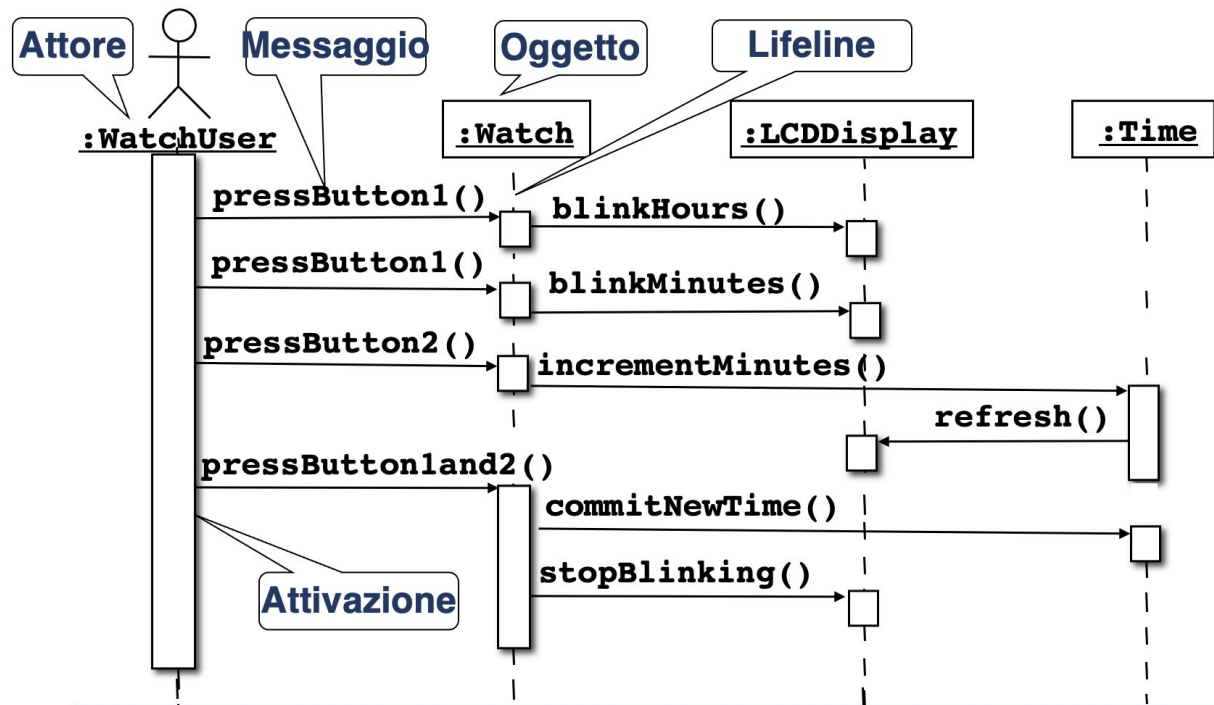 Attore
Messaggio
Oggetto
Lifeline
:WatchUser
:Watch
:LCDDisplay
:Time
pressButton1()
blinkHours()
pressButton1()
blinkMinutes()
pressButton2()
incrementMinutes()
refresh()
pressButton1and2()
commitNewTime()
stopBlinking()
Attivazione